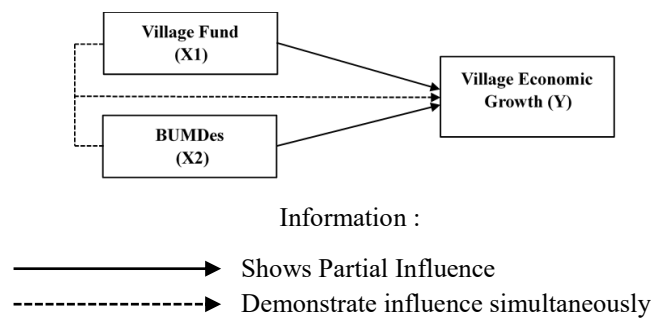 Village Fund
(X1)
Village Economic
Growth (Y)
BUMDes
(X2)
Information :
Shows Partial Influence
Demonstrate influence simultaneously